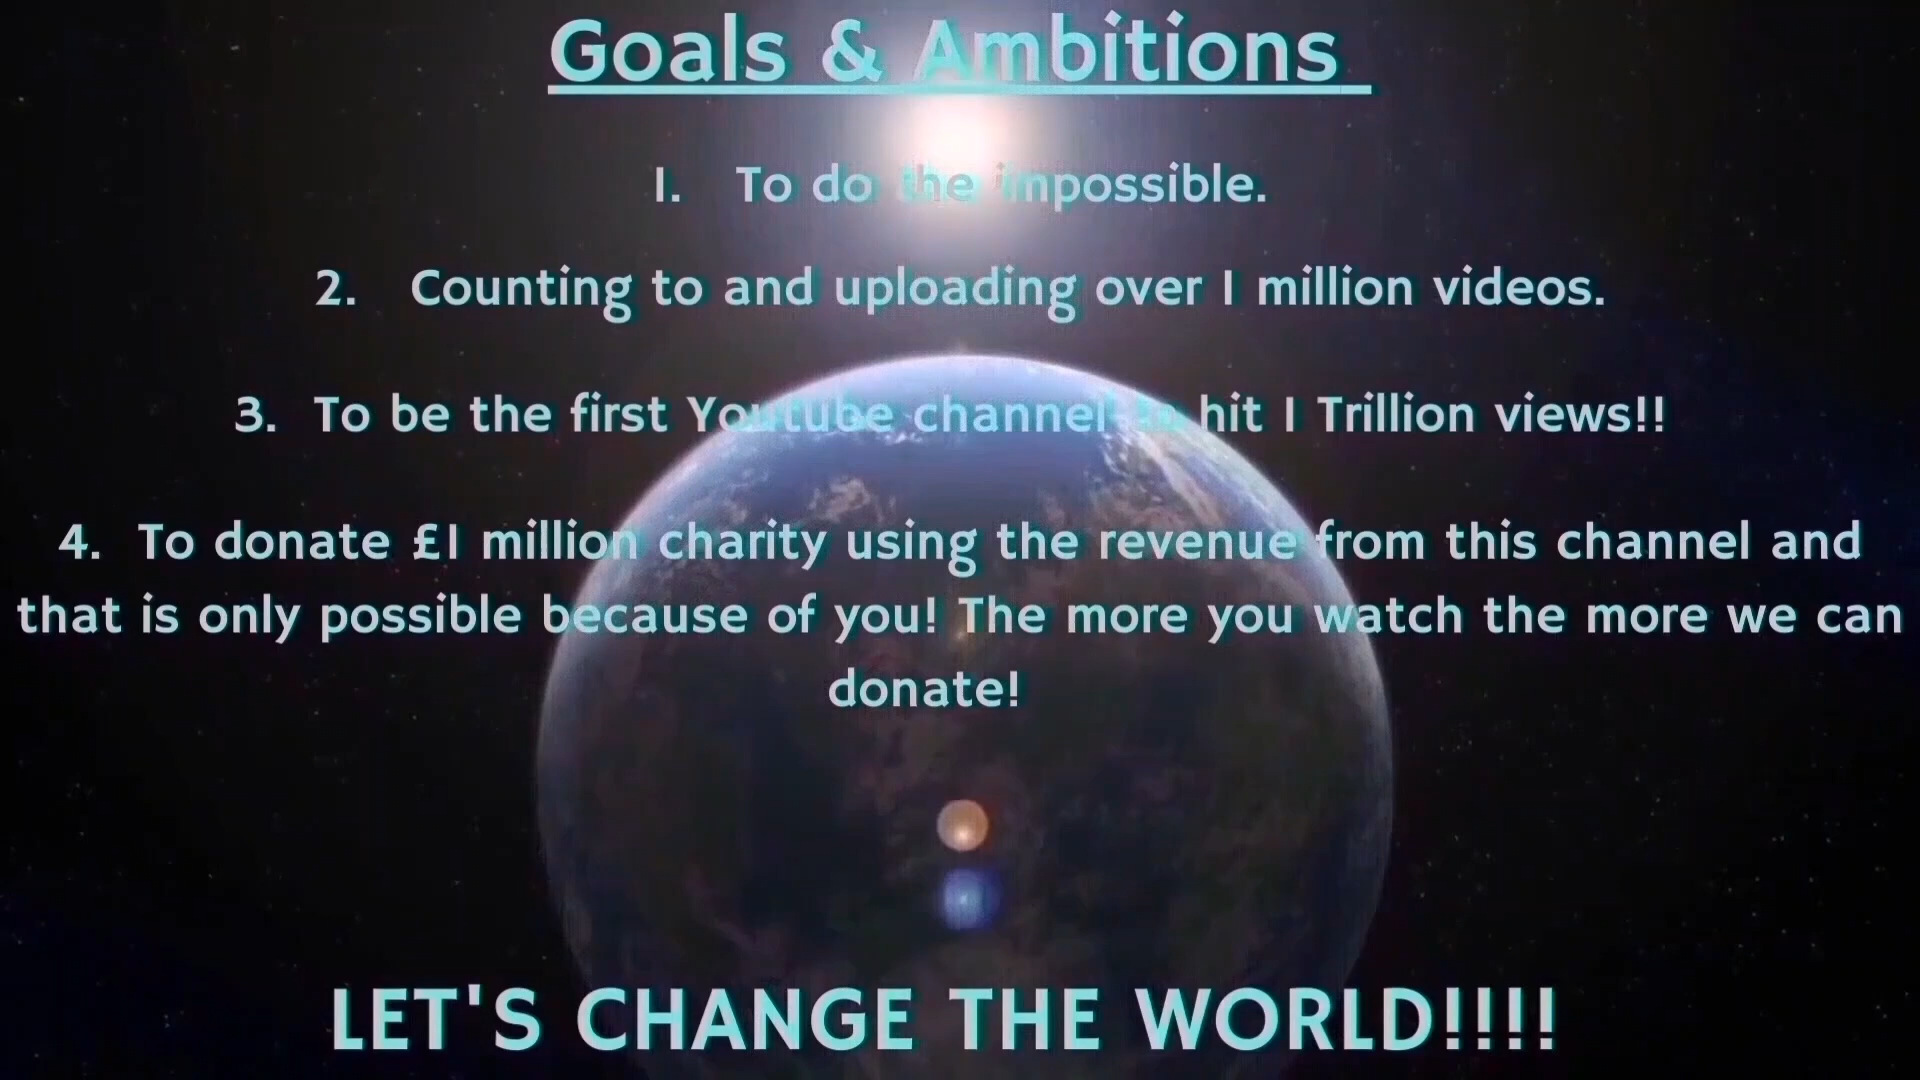 Goals & Ambitions
1. To do the impossible.
2. Counting to and uploading over 1 million videos.
3. To be the first Youtube channel to hit 1 Trillion views!!
4. To donate £1 million charity using the revenue from this channel and
that is only possible because of you! The more you watch the more we can
donate!
LET'S CHANGE THE WORLD!!!!